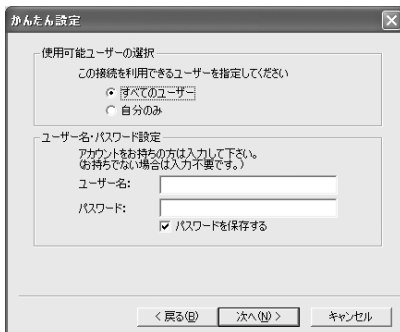 かんたん設定
使用可能ユーザーの選択
この接続を利用できるユーザーを指定してください
すべてのユーザー
自分のみ
ユーザー名・パスワード設定
アカウントをお持ちの方は入力して下さい。
(お持ちでない場合は入力不要です。)
ユーザー名:
パスワード:
パスワードを保存する
< 戻る(B) 次へ(N) > キャンセル